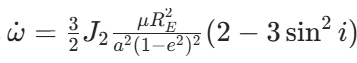 ω̇ = 3/2 J₂ μR_E²/(a²(1−e²)²) (2 − 3 sin² i)